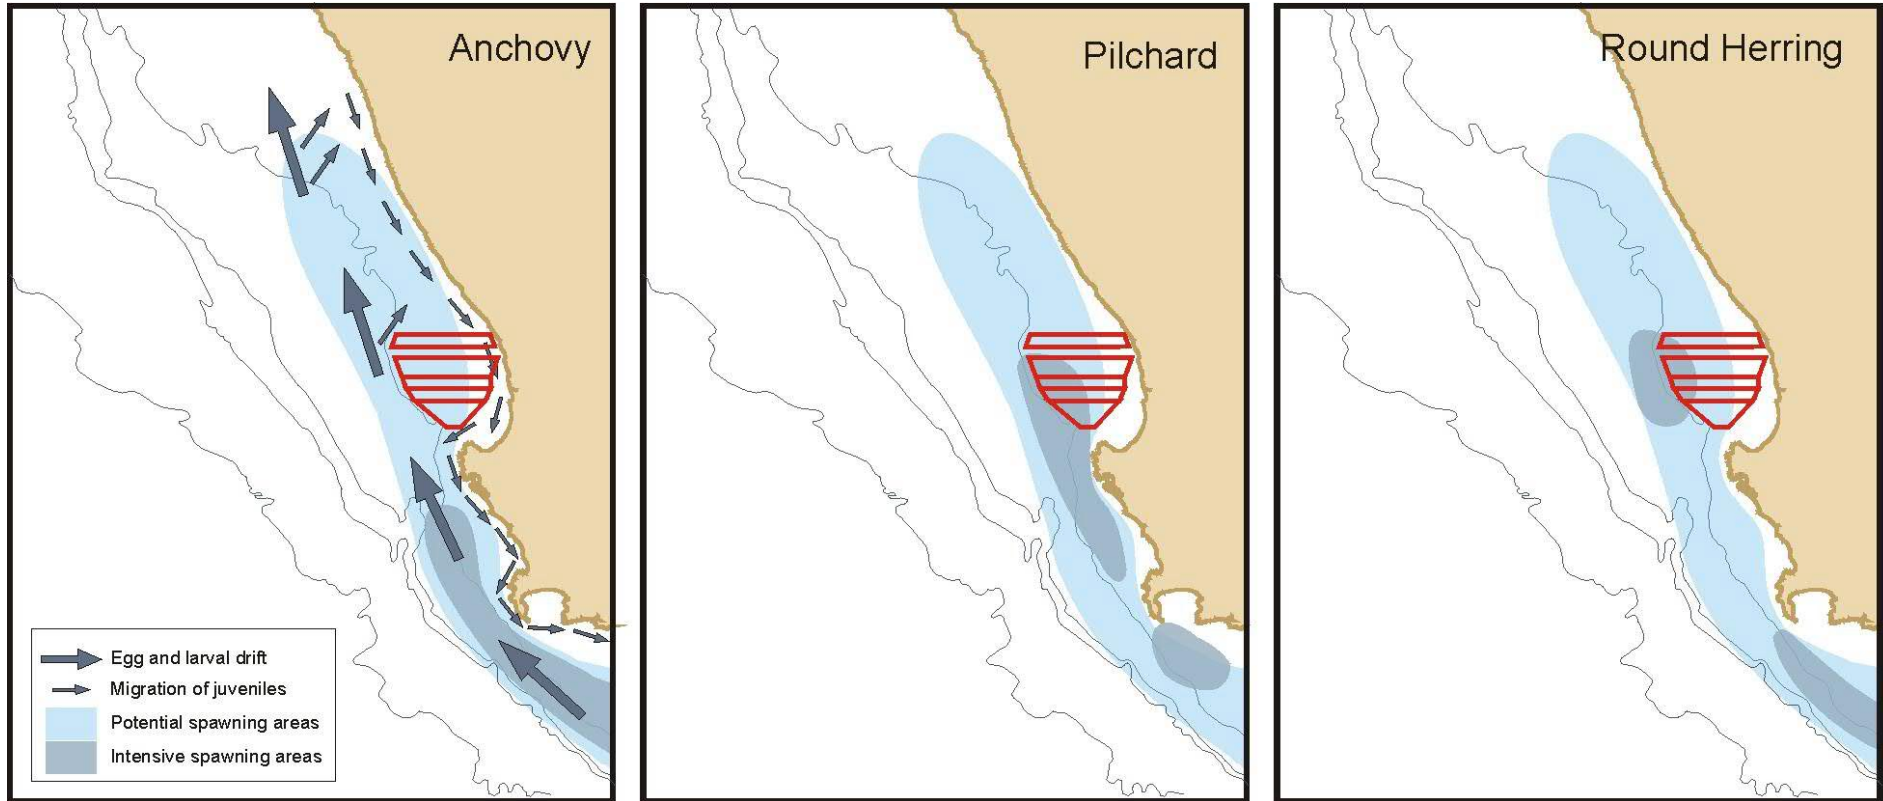 Anchovy
Pilchard
Round Herring
Egg and larval drift
Migration of juveniles
Potential spawning areas
Intensive spawning areas